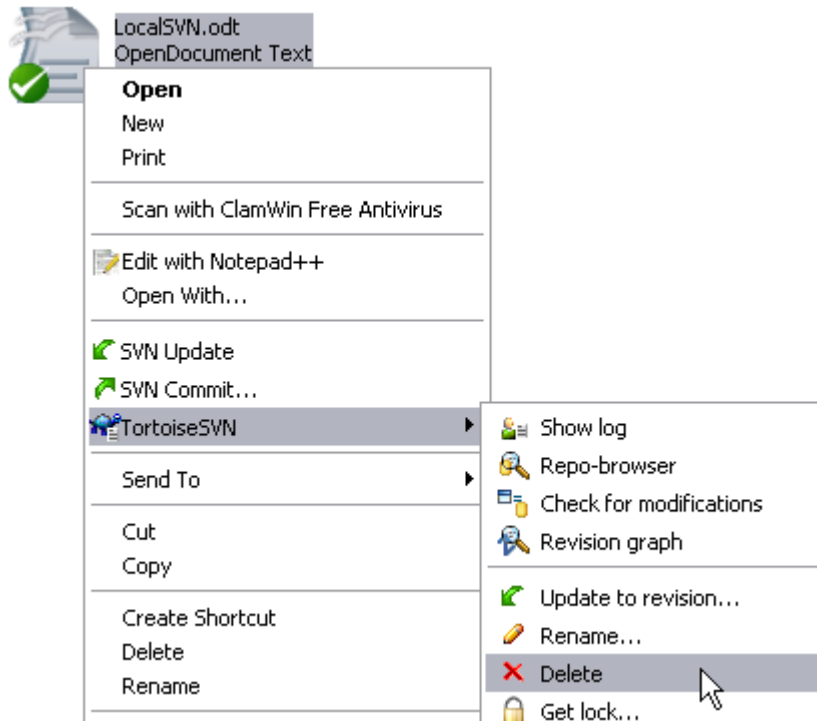 LocalSVN.odt
OpenDocument Text
Open
New
Print
Scan with ClamWin Free Antivirus
Edit with Notepad++
Open With...
SVN Update
SVN Commit...
TortoiseSVN
Send To
Cut
Copy
Create Shortcut
Delete
Rename
Show log
Repo-browser
Check for modifications
Revision graph
Update to revision...
Rename...
Delete
Get lock...